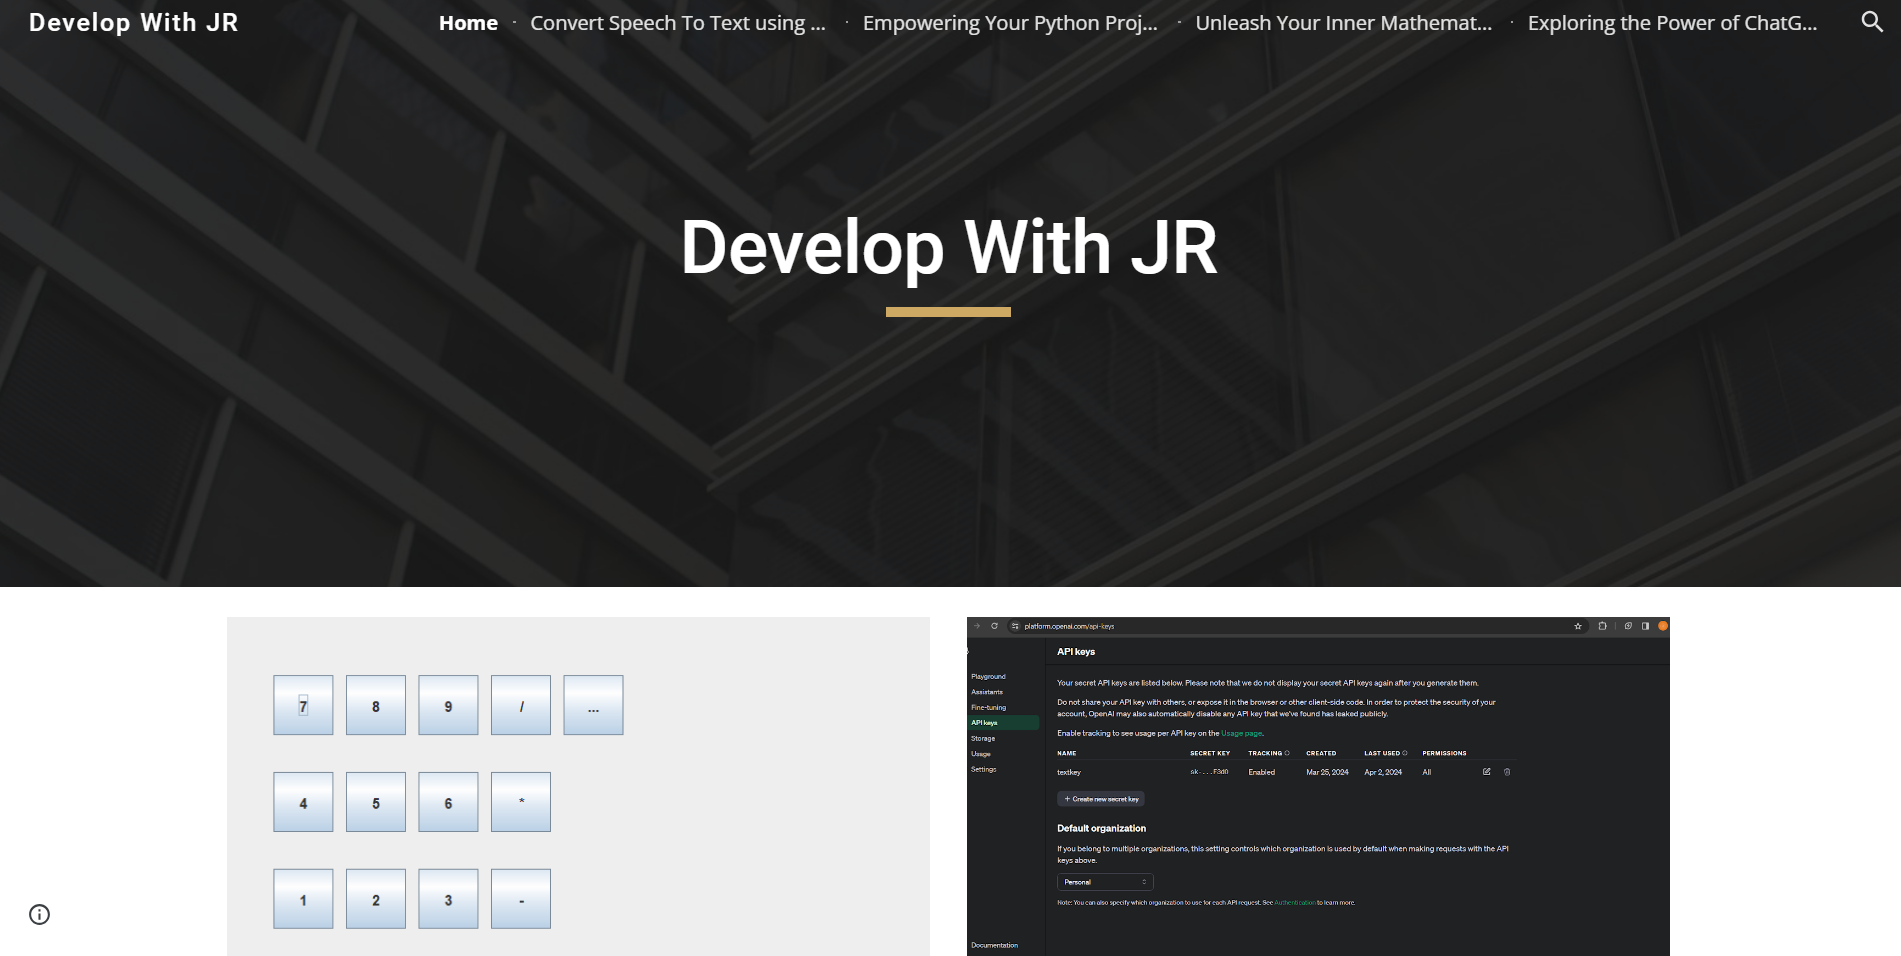 Develop With JR
Home · Convert Speech To Text using ... · Empowering Your Python Proj... · Unleash Your Inner Mathemat... · Exploring the Power of ChatG...
Develop With JR
7 8 9 / ...
4 5 6 *
1 2 3 -
platform.openai.com/api-keys
Playground
Assistants
Fine-tuning
API keys
Storage
Usage
Settings
Documentation
API keys
Your secret API keys are listed below. Please note that we do not display your secret API keys again after you generate them.
Do not share your API key with others, or expose it in the browser or other client-side code. In order to protect the security of your
account, OpenAI may also automatically disable any API key that we've found has leaked publicly.
Enable tracking to see usage per API key on the Usage page.
NAME SECRET KEY TRACKING CREATED LAST USED PERMISSIONS
textkey sk-...F3d0 Enabled Mar 25, 2024 Apr 2, 2024 All
+ Create new secret key
Default organization
If you belong to multiple organizations, this setting controls which organization is used by default when making requests with the API
keys above.
Personal
Note: You can also specify which organization to use for each API request. See Authentication to learn more.